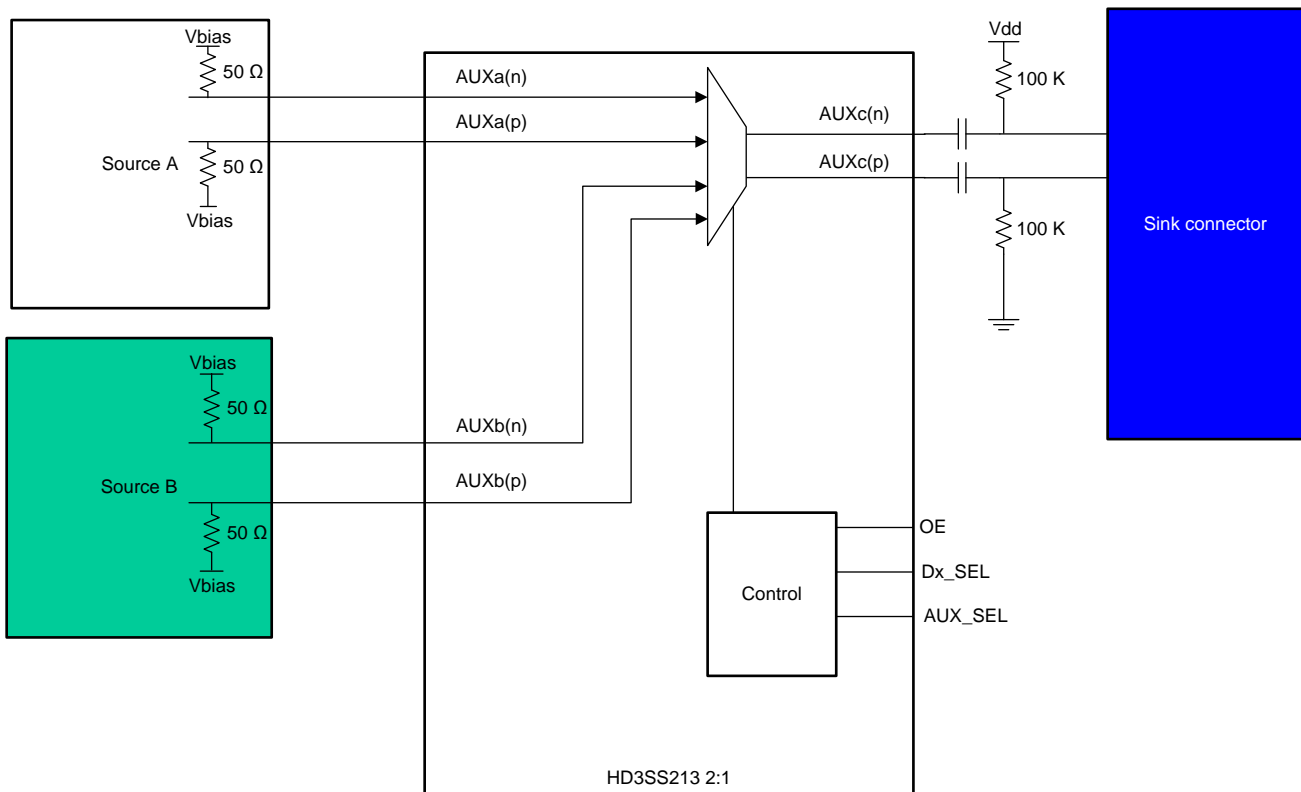 Vbias
50 Ω
Source A
50 Ω
Vbias
Vbias
50 Ω
Source B
50 Ω
Vbias
AUXa(n)
AUXa(p)
AUXb(n)
AUXb(p)
AUXc(n)
AUXc(p)
Control
OE
Dx_SEL
AUX_SEL
HD3SS213 2:1
Vdd
100 K
100 K
Sink connector